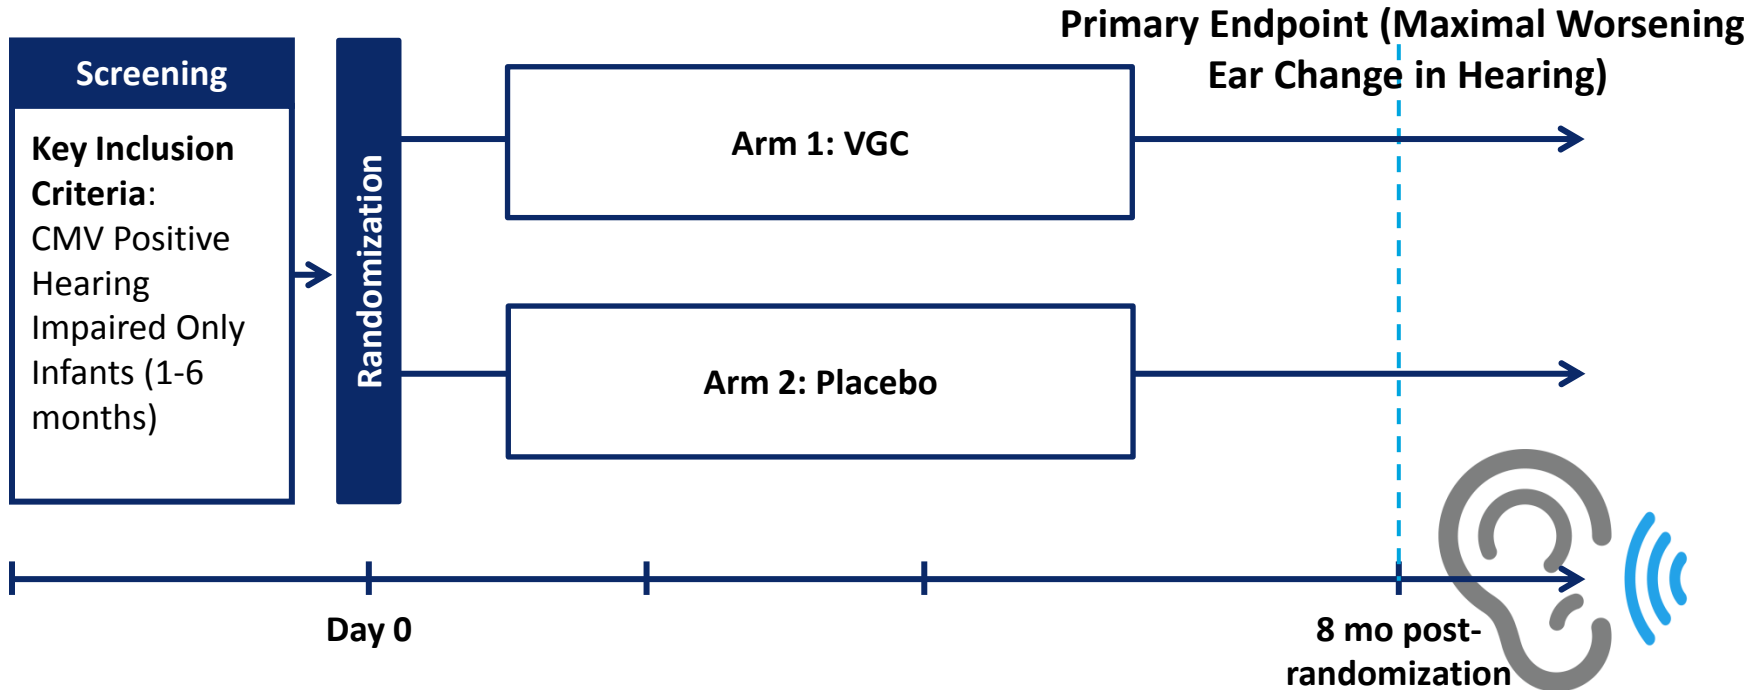 Primary Endpoint (Maximal Worsening
Ear Change in Hearing)
Screening
Key Inclusion
Criteria:
CMV Positive
Hearing
Impaired Only
Infants (1-6
months)
Randomization
Arm 1: VGC
Arm 2: Placebo
Day 0
8 mo post-
randomization